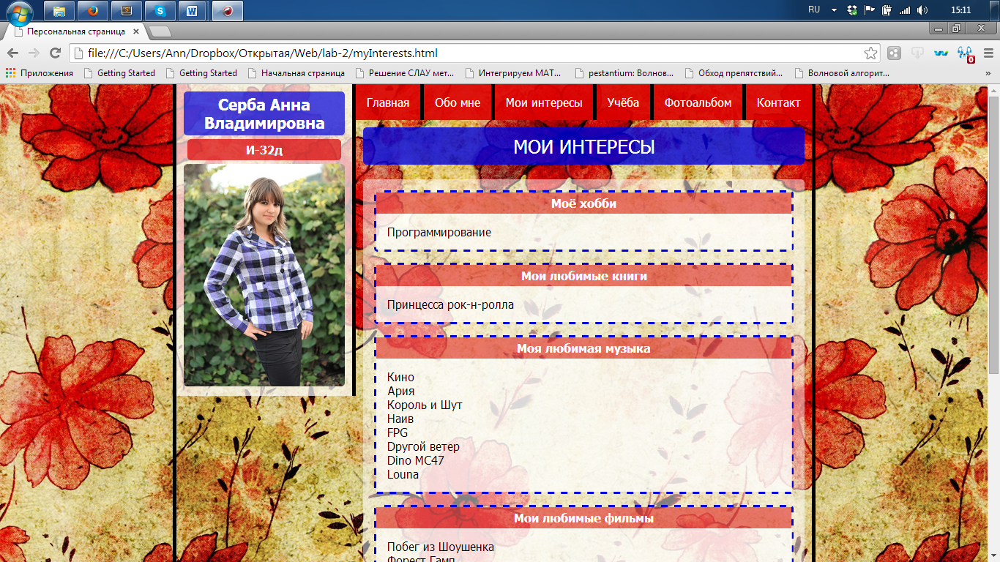 RU
15:11
Персональная страница
file:///C:/Users/Ann/Dropbox/Открытая/Web/lab-2/myInterests.html
0
Приложения
Getting Started
Getting Started
Начальная страница
Решение СЛАУ мет...
Интегрируем MAT...
pestantium: Волнов...
Обход препятствий...
Волновой алгорит...
»
Серба Анна
Владимировна
И-32д
Главная
Обо мне
Мои интересы
Учёба
Фотоальбом
Контакт
МОИ ИНТЕРЕСЫ
Моё хобби
Программирование
Мои любимые книги
Принцесса рок-н-ролла
Моя любимая музыка
Кино
Ария
Король и Шут
Наив
FPG
Dругой ветер
Dino MC47
Louna
Мои любимые фильмы
Побег из Шоушенка
Форест Гамп